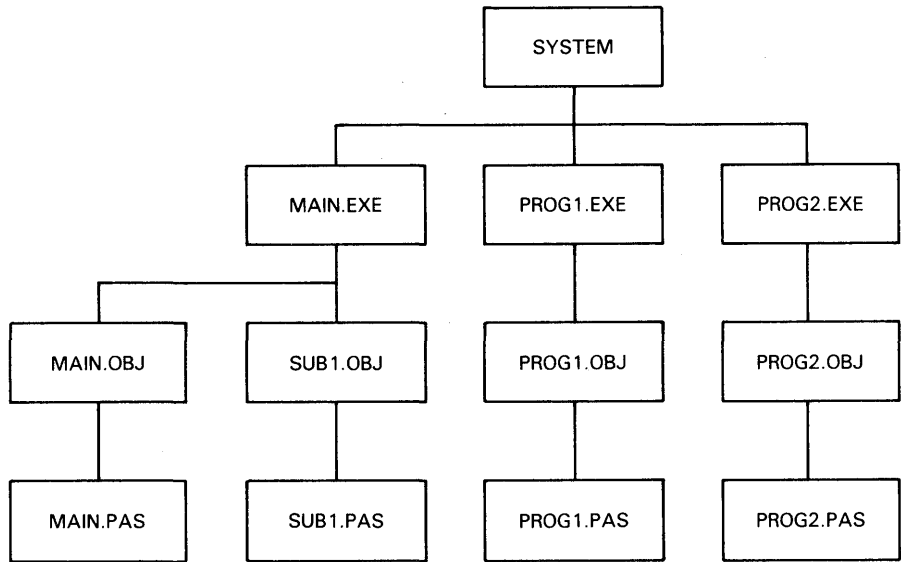 SYSTEM
MAIN.EXE
PROG1.EXE
PROG2.EXE
MAIN.OBJ
SUB1.OBJ
PROG1.OBJ
PROG2.OBJ
MAIN.PAS
SUB1.PAS
PROG1.PAS
PROG2.PAS